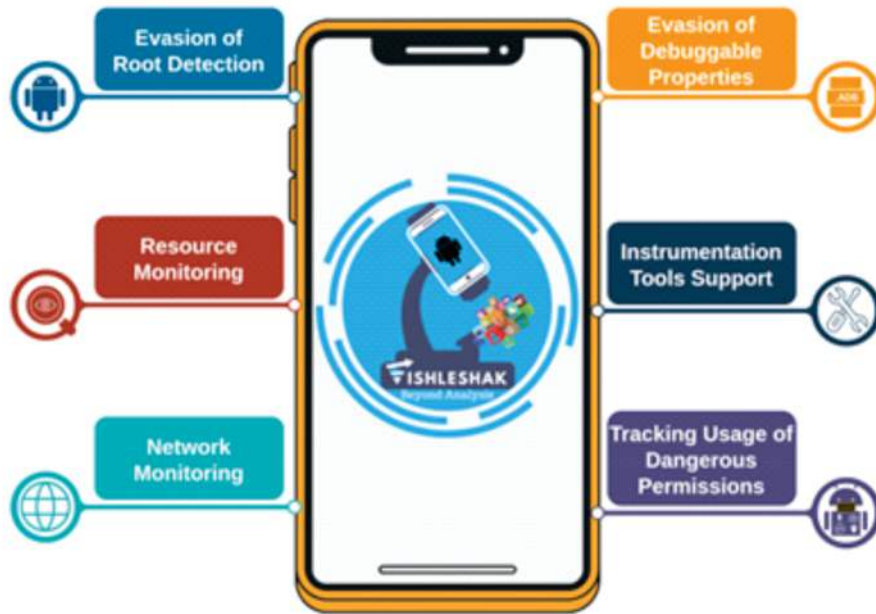 Evasion of
Root Detection
Evasion of
Debuggable
Properties
ADB
Resource
Monitoring
Instrumentation
Tools Support
VISHLESHAK
Beyond Analysis
Network
Monitoring
Tracking Usage of
Dangerous
Permissions